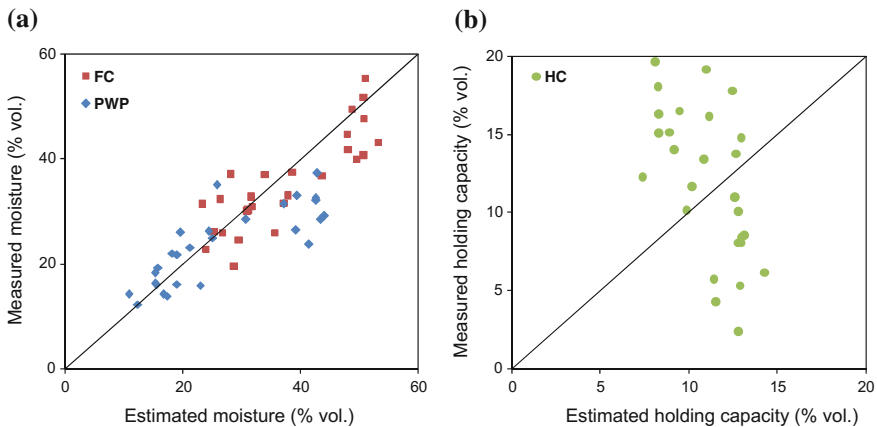 (a)
60
40
20
0
0 20 40 60
FC
PWP
Measured moisture (% vol.)
Estimated moisture (% vol.)
(b)
20
15
10
5
0
0 5 10 15 20
HC
Measured holding capacity (% vol.)
Estimated holding capacity (% vol.)